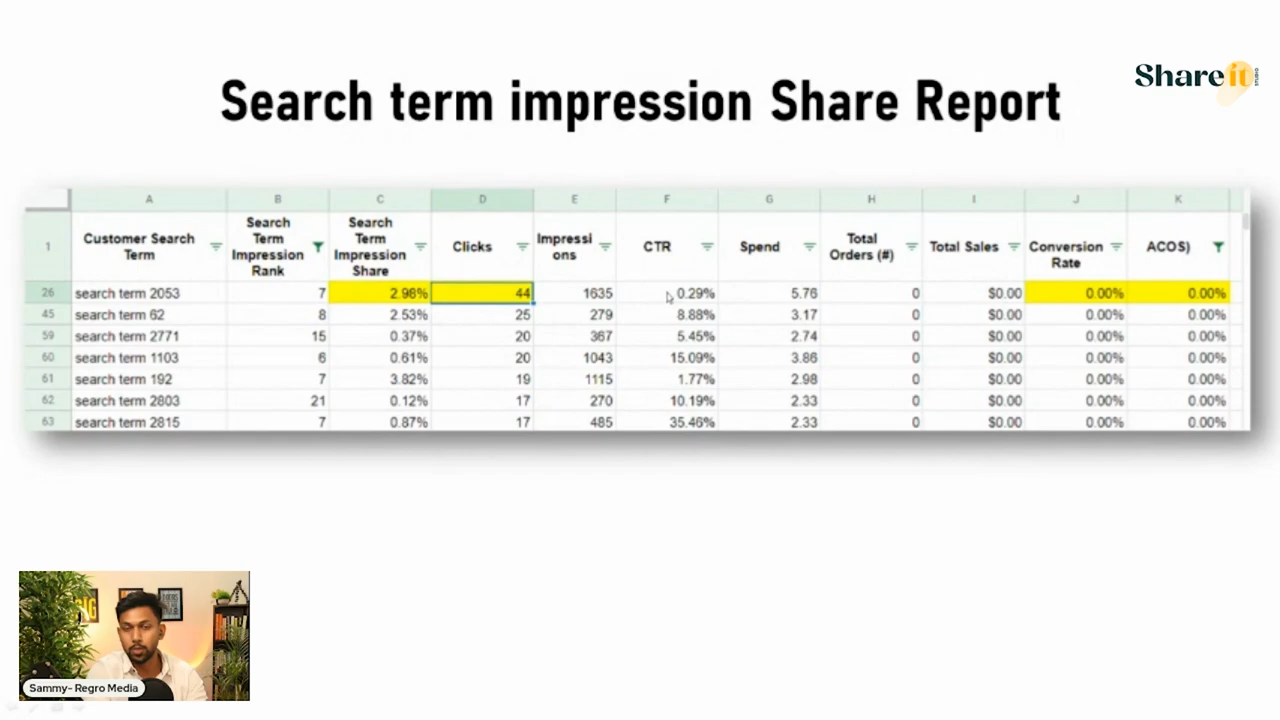 Share it STUDIO
Search term impression Share Report
A B C D E F G H I J K
1 Customer Search Term Search Term Impression Rank Search Term Impression Share Clicks Impressi ons CTR Spend Total Orders (#) Total Sales Conversion Rate ACOS)
26 search term 2053 7 2.98% 44 1635 0.29% 5.76 0 $0.00 0.00% 0.00%
45 search term 62 8 2.53% 25 279 8.88% 3.17 0 $0.00 0.00% 0.00%
59 search term 2771 15 0.37% 20 367 5.45% 2.74 0 $0.00 0.00% 0.00%
60 search term 1103 6 0.61% 20 1043 15.09% 3.86 0 $0.00 0.00% 0.00%
61 search term 192 7 3.82% 19 1115 1.77% 2.98 0 $0.00 0.00% 0.00%
62 search term 2803 21 0.12% 17 270 10.19% 2.33 0 $0.00 0.00% 0.00%
63 search term 2815 7 0.87% 17 485 35.46% 2.33 0 $0.00 0.00% 0.00%
Sammy- Regro Media